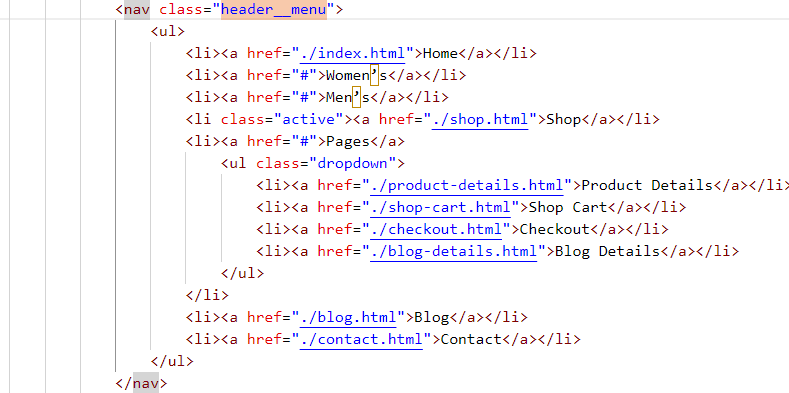 <nav class="header__menu">
<ul>
<li><a href="./index.html">Home</a></li>
<li><a href="#">Women’s</a></li>
<li><a href="#">Men’s</a></li>
<li class="active"><a href="./shop.html">Shop</a></li>
<li><a href="#">Pages</a>
<ul class="dropdown">
<li><a href="./product-details.html">Product Details</a></li>
<li><a href="./shop-cart.html">Shop Cart</a></li>
<li><a href="./checkout.html">Checkout</a></li>
<li><a href="./blog-details.html">Blog Details</a></li>
</ul>
</li>
<li><a href="./blog.html">Blog</a></li>
<li><a href="./contact.html">Contact</a></li>
</ul>
</nav>